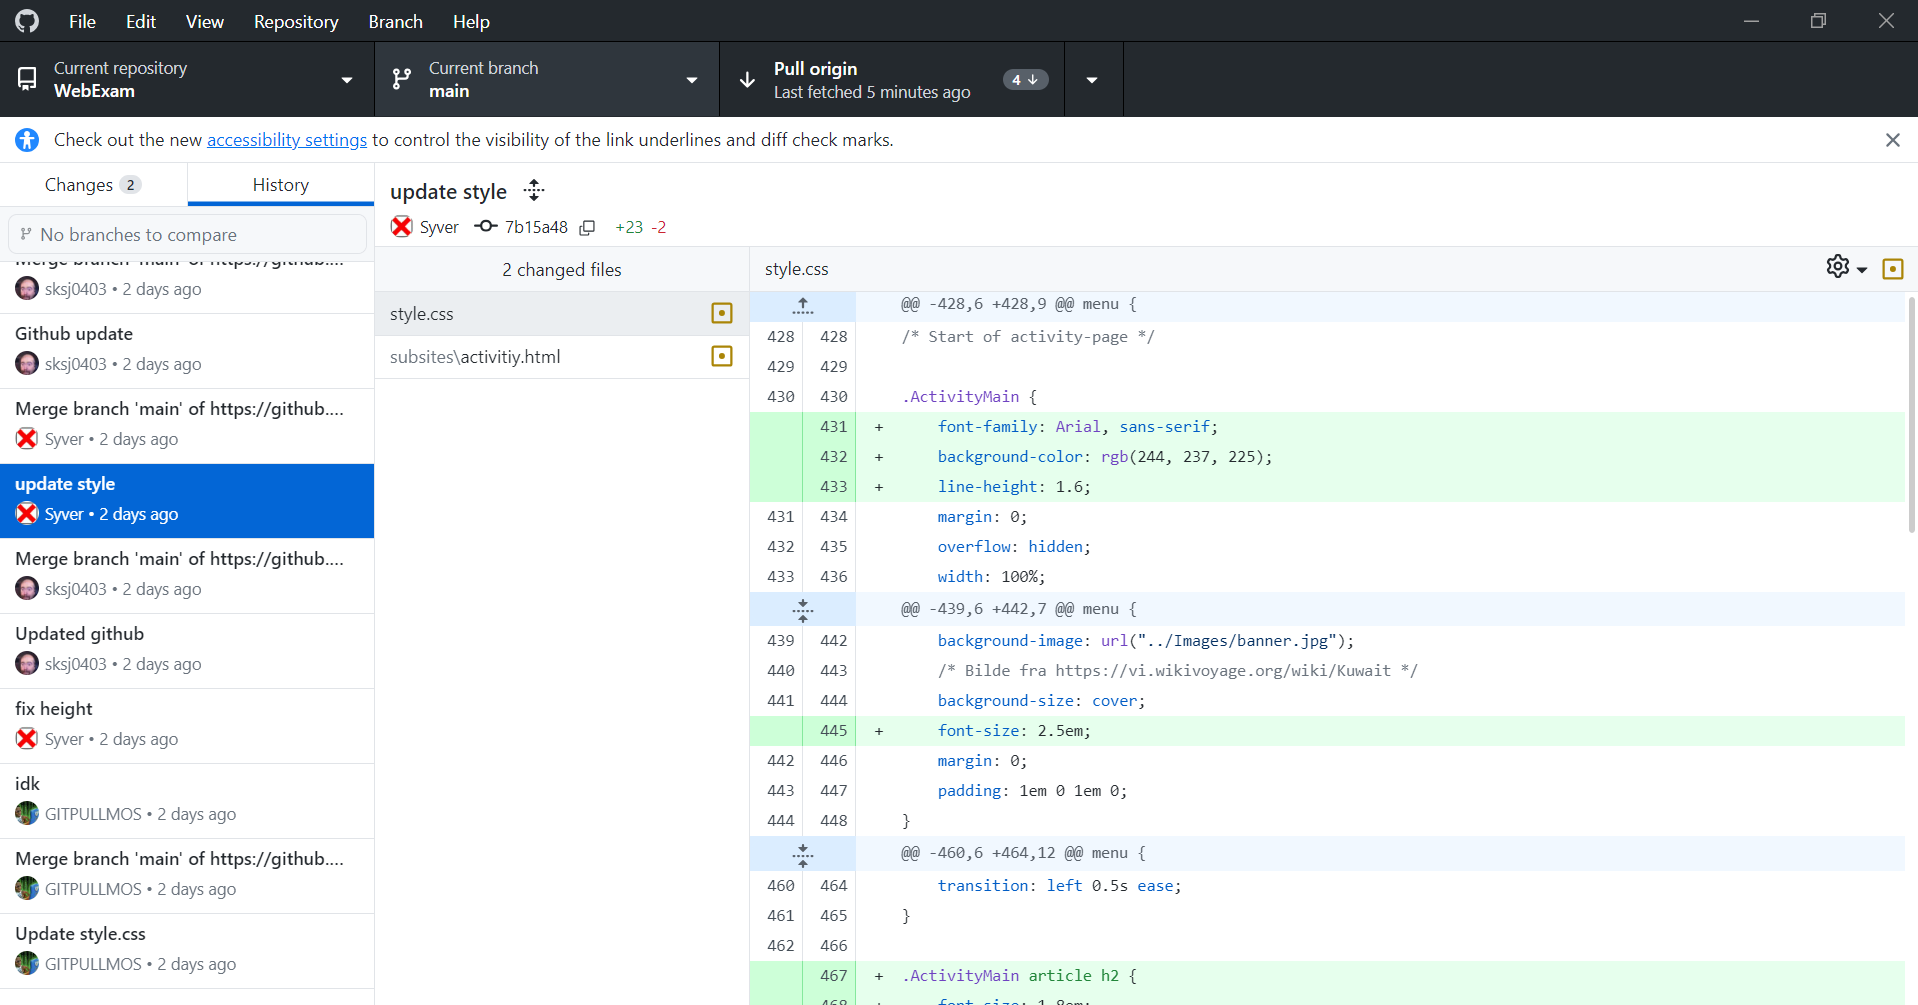 File Edit View Repository Branch Help
Current repository
WebExam
Current branch
main
Pull origin
Last fetched 5 minutes ago
4
Check out the new accessibility settings to control the visibility of the link underlines and diff check marks.
Changes 2
History
No branches to compare
Merge branch 'main' of https://github....
sksj0403 • 2 days ago
Github update
sksj0403 • 2 days ago
Merge branch 'main' of https://github....
Syver • 2 days ago
update style
Syver • 2 days ago
Merge branch 'main' of https://github....
sksj0403 • 2 days ago
Updated github
sksj0403 • 2 days ago
fix height
Syver • 2 days ago
idk
GITPULLMOS • 2 days ago
Merge branch 'main' of https://github....
GITPULLMOS • 2 days ago
Update style.css
GITPULLMOS • 2 days ago
update style
Syver 7b15a48 +23 -2
2 changed files
style.css
subsites\activitiy.html
style.css
@@ -428,6 +428,9 @@ menu {
428 428 /* Start of activity-page */
429 429
430 430 .ActivityMain {
431 + font-family: Arial, sans-serif;
432 + background-color: rgb(244, 237, 225);
433 + line-height: 1.6;
431 434 margin: 0;
432 435 overflow: hidden;
433 436 width: 100%;
@@ -439,6 +442,7 @@ menu {
439 442 background-image: url("../Images/banner.jpg");
440 443 /* Bilde fra https://vi.wikivoyage.org/wiki/Kuwait */
441 444 background-size: cover;
445 + font-size: 2.5em;
442 446 margin: 0;
443 447 padding: 1em 0 1em 0;
444 448 }
@@ -460,6 +464,12 @@ menu {
460 464 transition: left 0.5s ease;
461 465 }
462 466
467 + .ActivityMain article h2 {
468 + font-size: 1.8em;